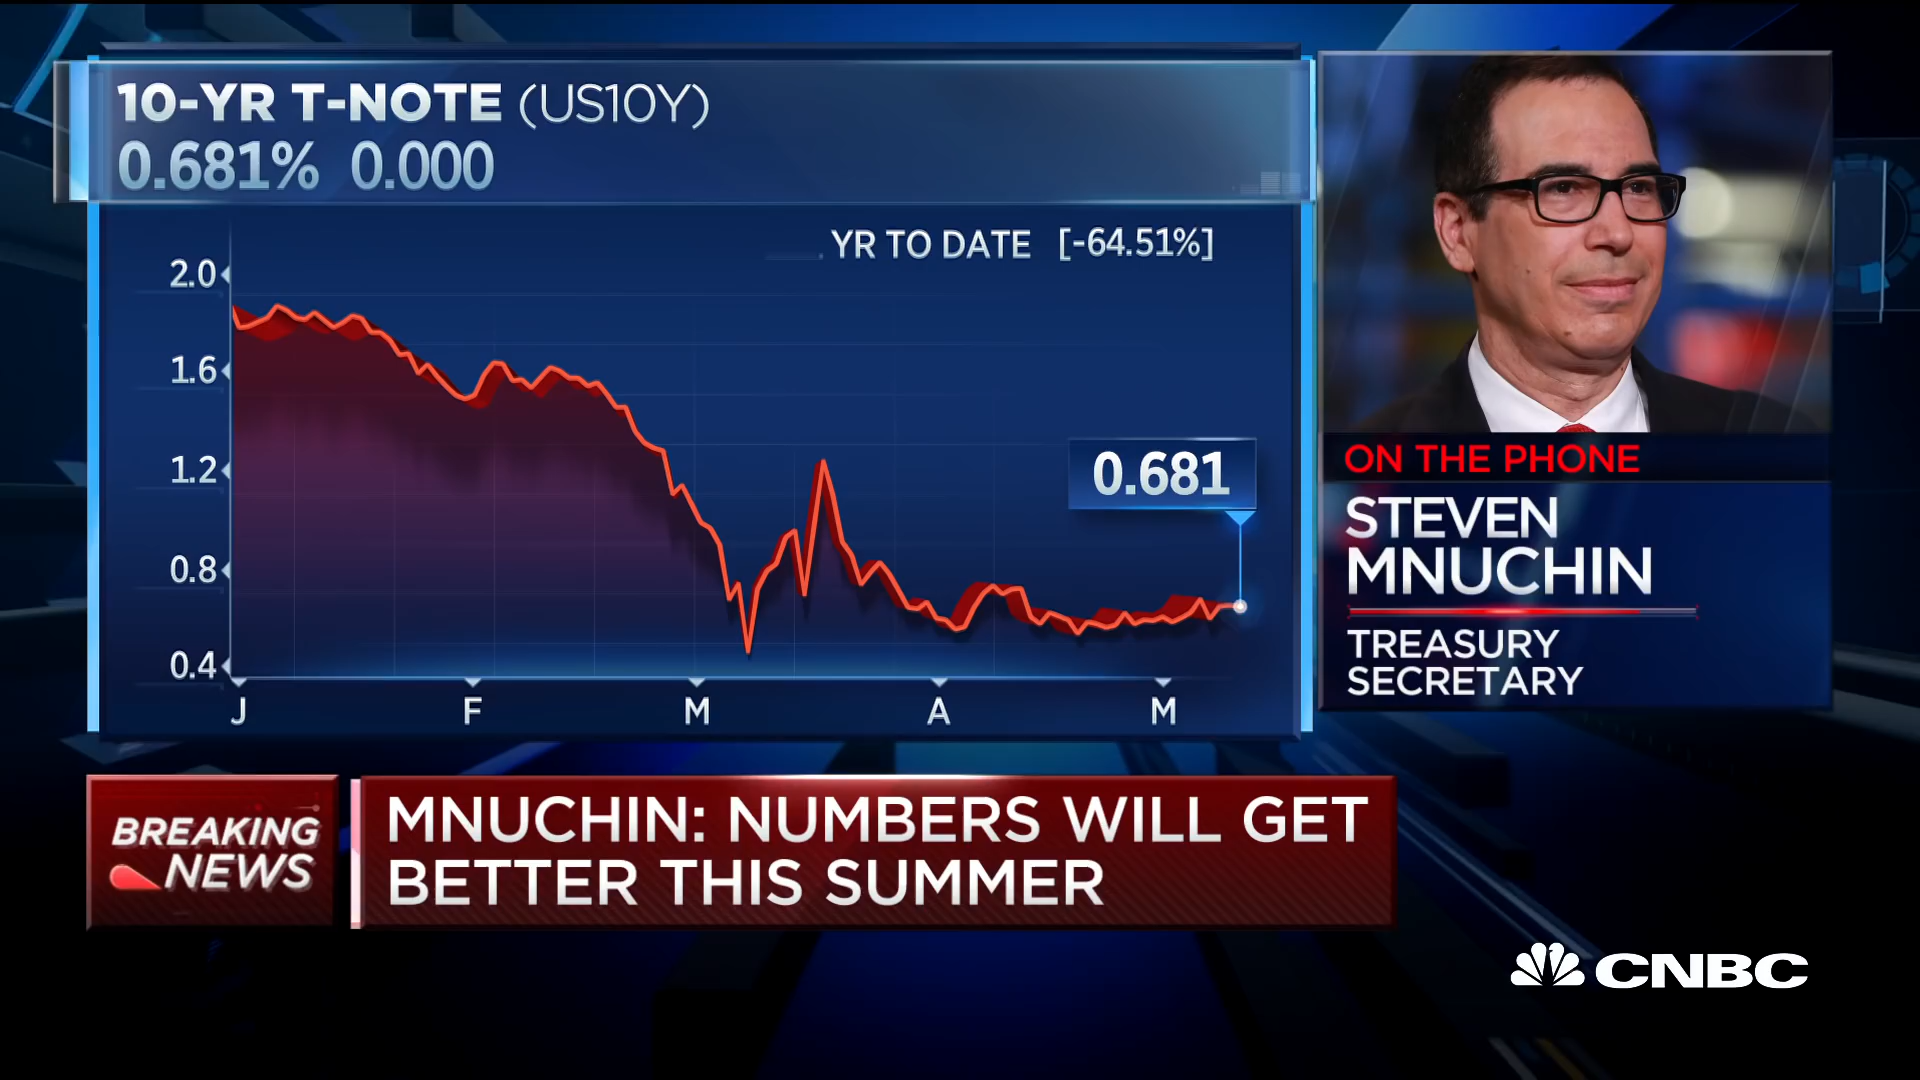 10-YR T-NOTE (US10Y)
0.681% 0.000
YR TO DATE [-64.51%]
2.0
1.6
1.2
0.8
0.4
0.681
J F M A M
ON THE PHONE
STEVEN
MNUCHIN
TREASURY
SECRETARY
BREAKING
NEWS
MNUCHIN: NUMBERS WILL GET
BETTER THIS SUMMER
CNBC